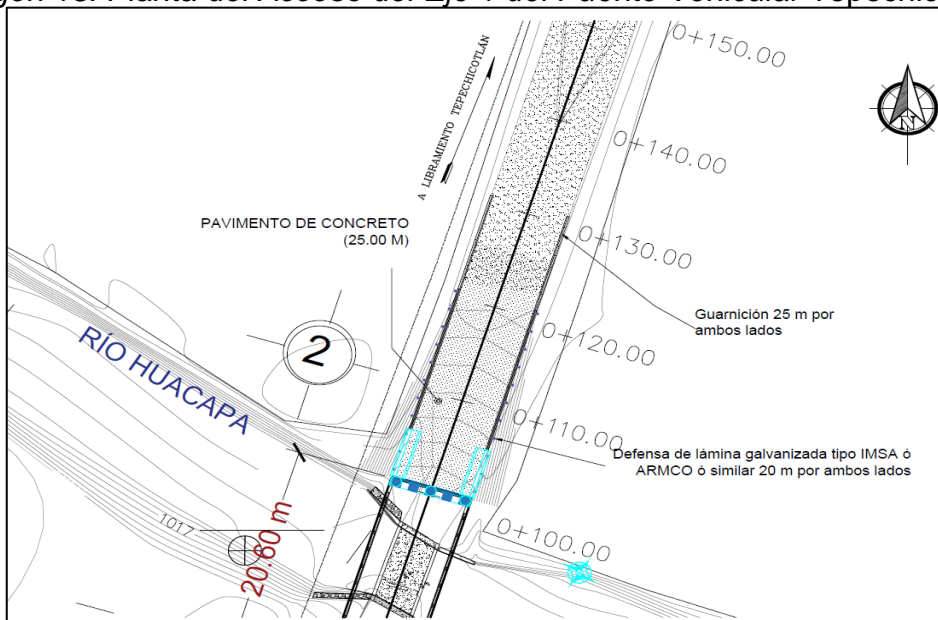 0+150.00
A LIBRAMIENTO TEPECHICOTLÁN
N
0+140.00
PAVIMENTO DE CONCRETO
(25.00 M)
0+130.00
Guarnición 25 m por
ambos lados
2
RÍO HUACAPA
0+120.00
0+110.00
Defensa de lámina galvanizada tipo IMSA ó
ARMCO ó similar 20 m por ambos lados
1017
20.60 m
0+100.00